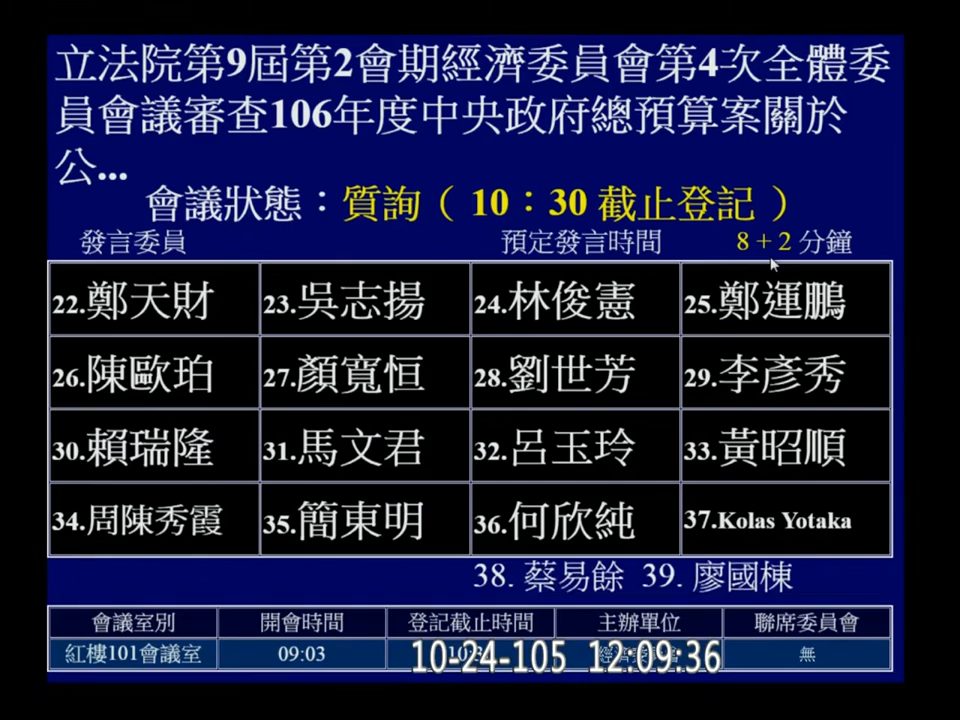 立法院第9屆第2會期經濟委員會第4次全體委
員會議審查106年度中央政府總預算案關於
公...
會議狀態：質詢（10：30 截止登記）
發言委員 預定發言時間 8 + 2 分鐘
22.鄭天財 23.吳志揚 24.林俊憲 25.鄭運鵬
26.陳歐珀 27.顏寬恒 28.劉世芳 29.李彥秀
30.賴瑞隆 31.馬文君 32.呂玉玲 33.黃昭順
34.周陳秀霞 35.簡東明 36.何欣純 37.Kolas Yotaka
38. 蔡易餘 39. 廖國棟
會議室別 開會時間 登記截止時間 主辦單位 聯席委員會
紅樓101會議室 09:03 無
10-24-105 12:09:36